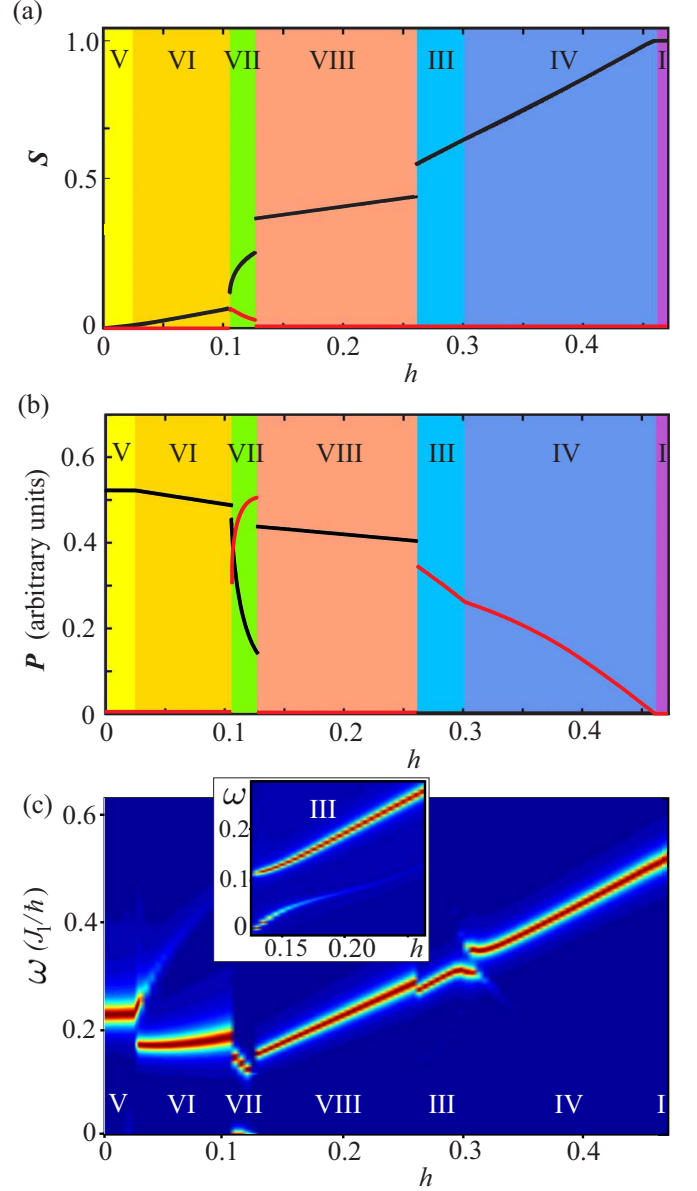 (a)
1.0
V VI VII VIII III IV I
S
0.5
0
0 0.1 0.2 0.3 0.4
h
(b)
0.6
V VI VII VIII III IV I
P (arbitrary units)
0.4
0.2
0
0 0.1 0.2 0.3 0.4
h
(c)
0.6
ω III
0.2
0.1
0
0.15 0.20 h
ω (J₁/ħ)
0.4
0.2
V VI VII VIII III IV I
0
0 0.1 0.2 0.3 0.4
h